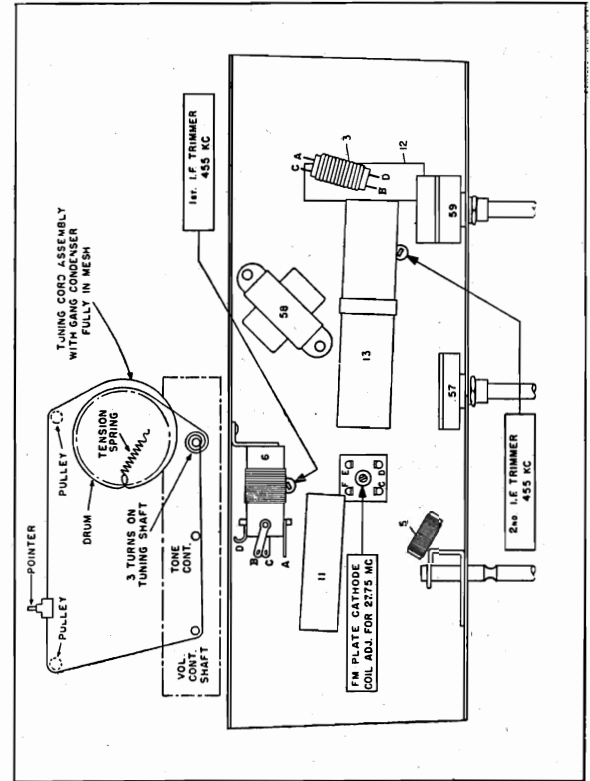 1st. I.F TRIMMER
455 KC
TUNING CORD ASSEMBLY
WITH GANG CONDENSER
FULLY IN MESH
POINTER
PULLEY
PULLEY
DRUM
TENSION
SPRING
3 TURNS ON
TUNING SHAFT
TONE
CONT.
VOL.
CONT.
SHAFT
C A
3
B D
12
59
58
13
57
6
D
B
C
A
11
F E
C D
5
FM PLATE CATHODE
COIL ADJ. FOR 27.75 MC
2nd I.F TRIMMER
455 KC